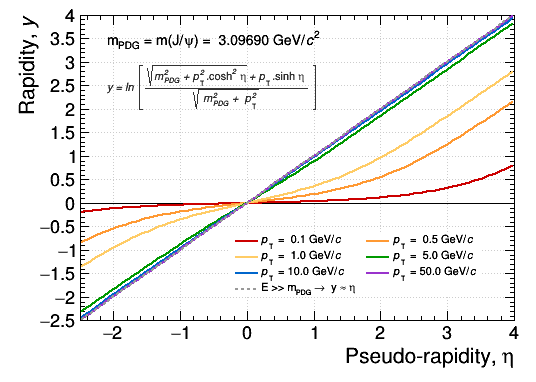 4
3.5
3
2.5
2
1.5
1
0.5
0
−0.5
−1
−1.5
−2
−2.5
Rapidity, y
m_PDG = m(J/ψ) = 3.09690 GeV/c²
y = ln [ (√(m²_PDG + p²_T .cosh² η) + p_T .sinh η) / √(m²_PDG + p²_T) ]
p_T = 0.1 GeV/c p_T = 0.5 GeV/c
p_T = 1.0 GeV/c p_T = 5.0 GeV/c
p_T = 10.0 GeV/c p_T = 50.0 GeV/c
E >> m_PDG → y ≈ η
−2 −1 0 1 2 3 4
Pseudo-rapidity, η